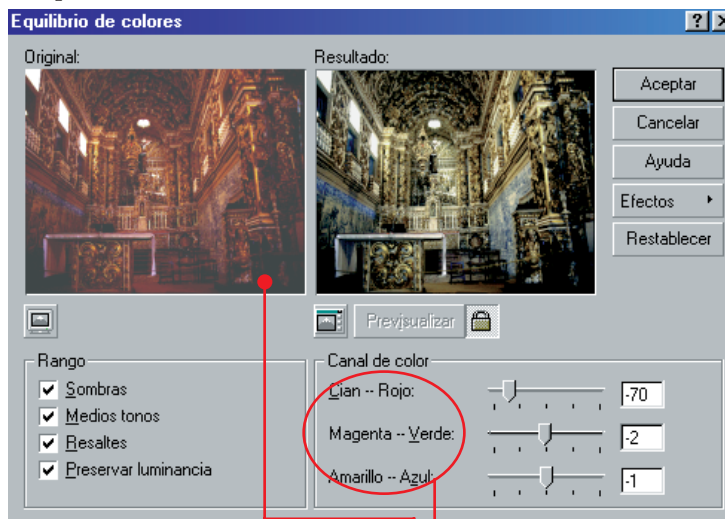 Equilibrio de colores
Original:
Resultado:
Aceptar
Cancelar
Ayuda
Efectos
Restablecer
Previsualizar
Rango
Sombras
Medios tonos
Resaltes
Preservar luminancia
Canal de color
Cian -- Rojo:
-70
Magenta -- Verde:
-2
Amarillo -- Azul:
-1